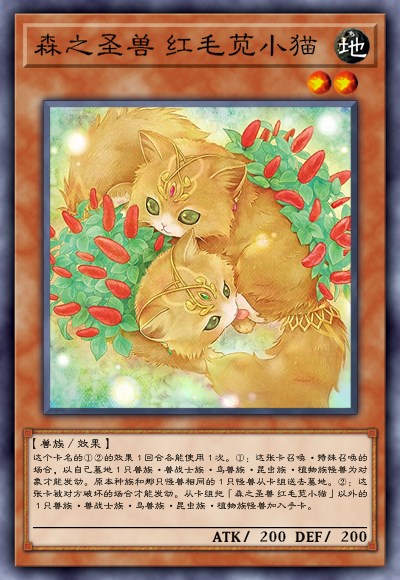 森之圣兽 红毛苋小猫
地
【兽族／效果】
这个卡名的①②的效果1回合各能使用1次。①：这张卡召唤·特殊召唤的
场合，以自己墓地1只兽族·兽战士族·鸟兽族·昆虫族·植物族怪兽为对
象才能发动。原本种族和那只怪兽相同的1只怪兽从卡组送去墓地。②：这
张卡被对方破坏的场合才能发动。从卡组把「森之圣兽 红毛苋小猫」以外的
1只兽族·兽战士族·鸟兽族·昆虫族·植物族怪兽加入手卡。
ATK/ 200 DEF/ 200